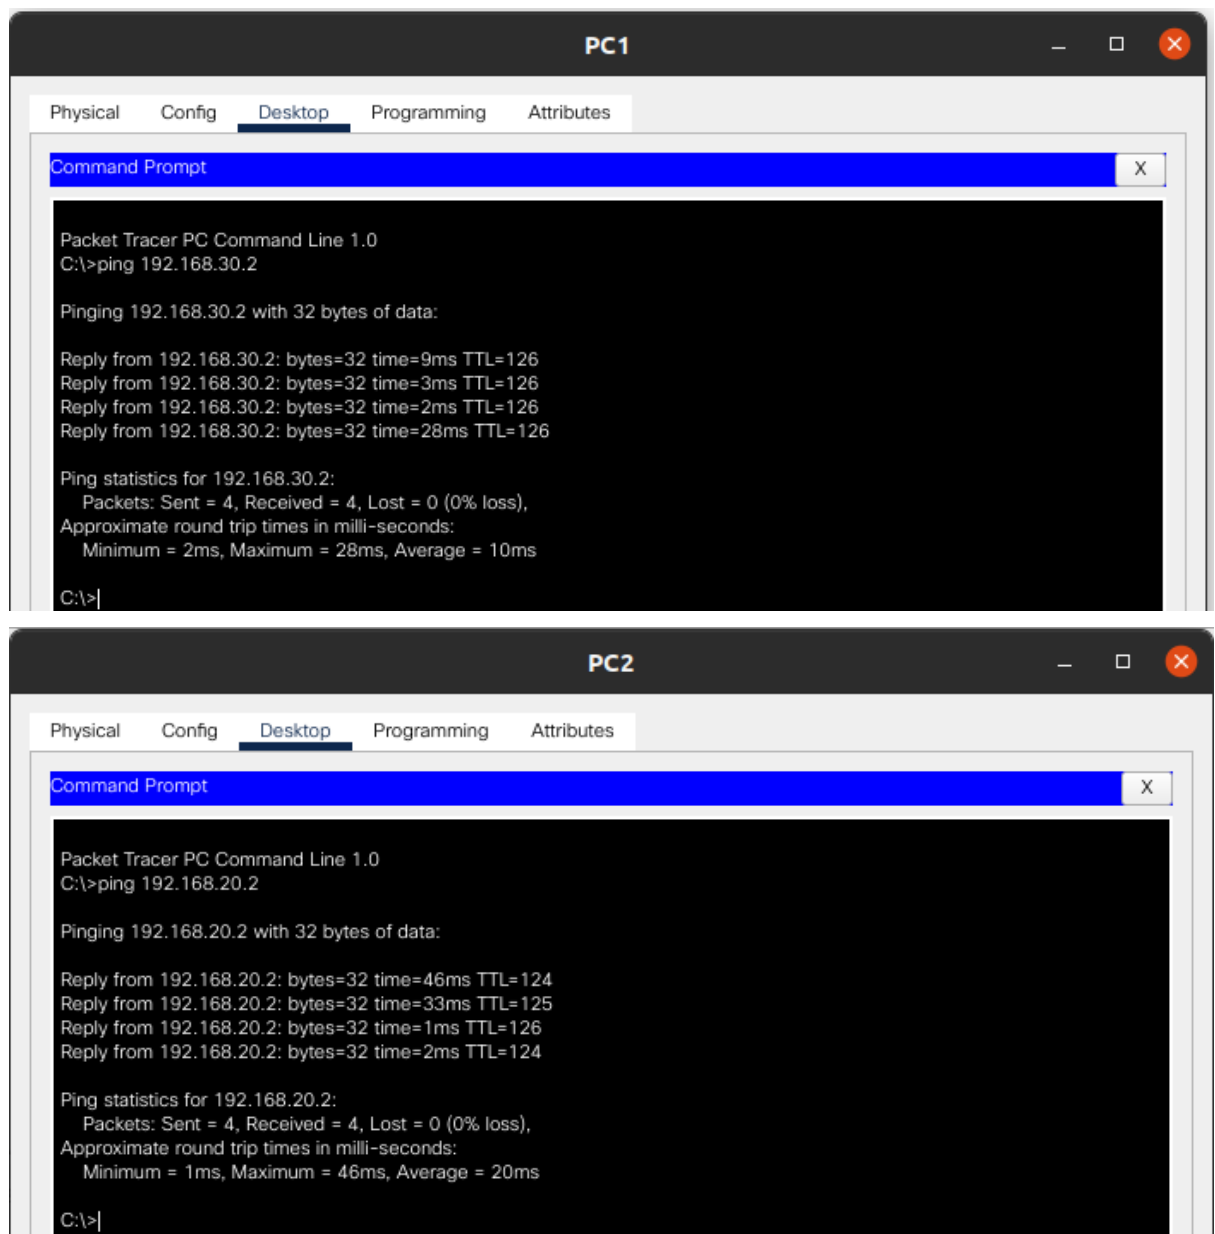 PC1
Physical Config Desktop Programming Attributes
Command Prompt X
Packet Tracer PC Command Line 1.0
C:\>ping 192.168.30.2
Pinging 192.168.30.2 with 32 bytes of data:
Reply from 192.168.30.2: bytes=32 time=9ms TTL=126
Reply from 192.168.30.2: bytes=32 time=3ms TTL=126
Reply from 192.168.30.2: bytes=32 time=2ms TTL=126
Reply from 192.168.30.2: bytes=32 time=28ms TTL=126
Ping statistics for 192.168.30.2:
Packets: Sent = 4, Received = 4, Lost = 0 (0% loss),
Approximate round trip times in milli-seconds:
Minimum = 2ms, Maximum = 28ms, Average = 10ms
C:\>
PC2
Physical Config Desktop Programming Attributes
Command Prompt X
Packet Tracer PC Command Line 1.0
C:\>ping 192.168.20.2
Pinging 192.168.20.2 with 32 bytes of data:
Reply from 192.168.20.2: bytes=32 time=46ms TTL=124
Reply from 192.168.20.2: bytes=32 time=33ms TTL=125
Reply from 192.168.20.2: bytes=32 time=1ms TTL=126
Reply from 192.168.20.2: bytes=32 time=2ms TTL=124
Ping statistics for 192.168.20.2:
Packets: Sent = 4, Received = 4, Lost = 0 (0% loss),
Approximate round trip times in milli-seconds:
Minimum = 1ms, Maximum = 46ms, Average = 20ms
C:\>